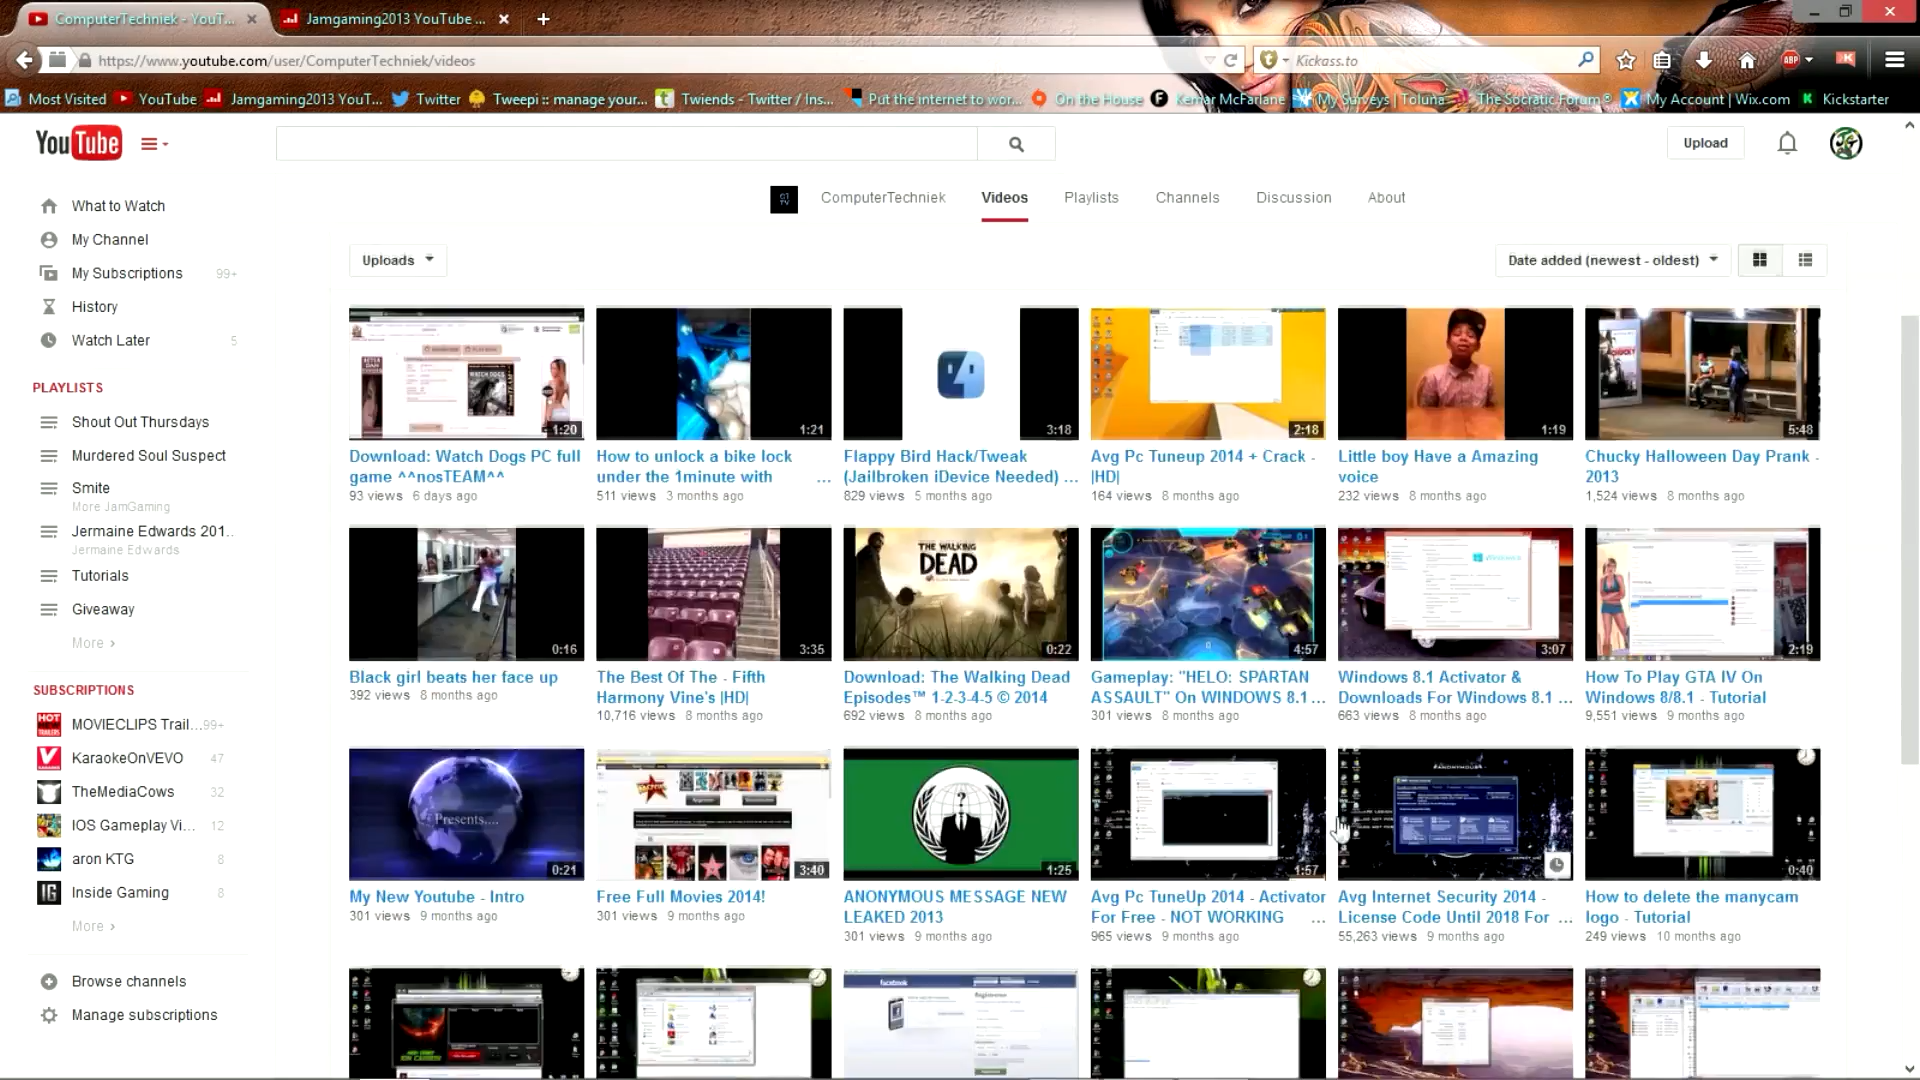 ComputerTechniek - YouT...
Jamgaming2013 YouTube ...
https://www.youtube.com/user/ComputerTechniek/videos
Kickass.to
ABP
Most Visited
YouTube
Jamgaming2013 YouT...
Twitter
Tweepi :: manage your...
Twiends - Twitter / Ins...
Put the internet to wor...
On the House
Kemar McFarlane
My Surveys | Toluna
The Socratic Forum®
My Account | Wix.com
Kickstarter
YouTube
Upload
ComputerTechniek
Videos
Playlists
Channels
Discussion
About
What to Watch
My Channel
My Subscriptions 99+
History
Watch Later 5
PLAYLISTS
Shout Out Thursdays
Murdered Soul Suspect
Smite
More JamGaming
Jermaine Edwards 201..
Jermaine Edwards
Tutorials
Giveaway
More ›
SUBSCRIPTIONS
MOVIECLIPS Trail... 99+
KaraokeOnVEVO 47
TheMediaCows 32
IOS Gameplay Vi... 12
aron KTG 8
Inside Gaming 8
More ›
Browse channels
Manage subscriptions
Uploads
Date added (newest - oldest)
1:20
1:21
3:18
2:18
1:19
5:48
Download: Watch Dogs PC full game ^^nosTEAM^^
93 views 6 days ago
How to unlock a bike lock under the 1minute with ...
511 views 3 months ago
Flappy Bird Hack/Tweak (Jailbroken iDevice Needed) ...
829 views 5 months ago
Avg Pc Tuneup 2014 + Crack - |HD|
164 views 8 months ago
Little boy Have a Amazing voice
232 views 8 months ago
Chucky Halloween Day Prank - 2013
1,524 views 8 months ago
THE WALKING DEAD
0:16
3:35
0:22
4:57
3:07
2:19
Black girl beats her face up
392 views 8 months ago
The Best Of The - Fifth Harmony Vine's |HD|
10,716 views 8 months ago
Download: The Walking Dead Episodes™ 1-2-3-4-5 © 2014
692 views 8 months ago
Gameplay: "HELO: SPARTAN ASSAULT" On WINDOWS 8.1 ...
301 views 8 months ago
Windows 8.1 Activator & Downloads For Windows 8.1 ...
663 views 8 months ago
How To Play GTA IV On Windows 8/8.1 - Tutorial
9,551 views 9 months ago
Presents....
0:21
3:40
1:25
1:57
0:40
My New Youtube - Intro
301 views 9 months ago
Free Full Movies 2014!
301 views 9 months ago
ANONYMOUS MESSAGE NEW LEAKED 2013
301 views 9 months ago
Avg Pc TuneUp 2014 - Activator For Free - NOT WORKING ...
965 views 9 months ago
Avg Internet Security 2014 - License Code Until 2018 For ...
55,263 views 9 months ago
How to delete the manycam logo - Tutorial
249 views 10 months ago
facebook